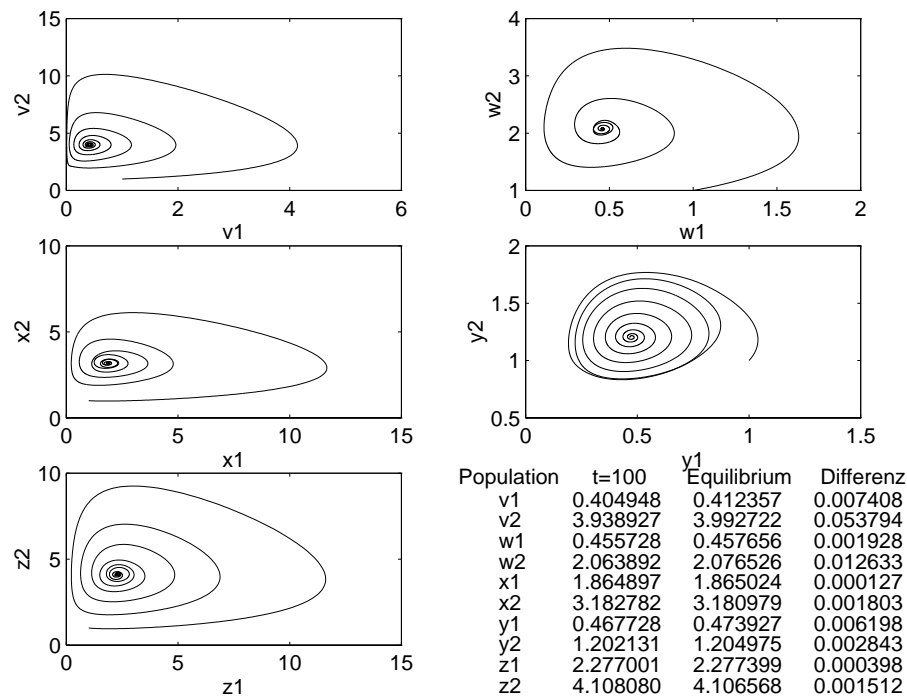 15
10
5
0
v2
0
2
4
6
v1
4
3
2
1
w2
0
0.5
1
1.5
2
w1
10
5
0
x2
0
5
10
15
x1
2
1.5
1
0.5
y2
0
0.5
1
1.5
y1
10
5
0
z2
0
5
10
15
z1
Population t=100 Equilibrium Differenz
v1 0.404948 0.412357 0.007408
v2 3.938927 3.992722 0.053794
w1 0.455728 0.457656 0.001928
w2 2.063892 2.076526 0.012633
x1 1.864897 1.865024 0.000127
x2 3.182782 3.180979 0.001803
y1 0.467728 0.473927 0.006198
y2 1.202131 1.204975 0.002843
z1 2.277001 2.277399 0.000398
z2 4.108080 4.106568 0.001512